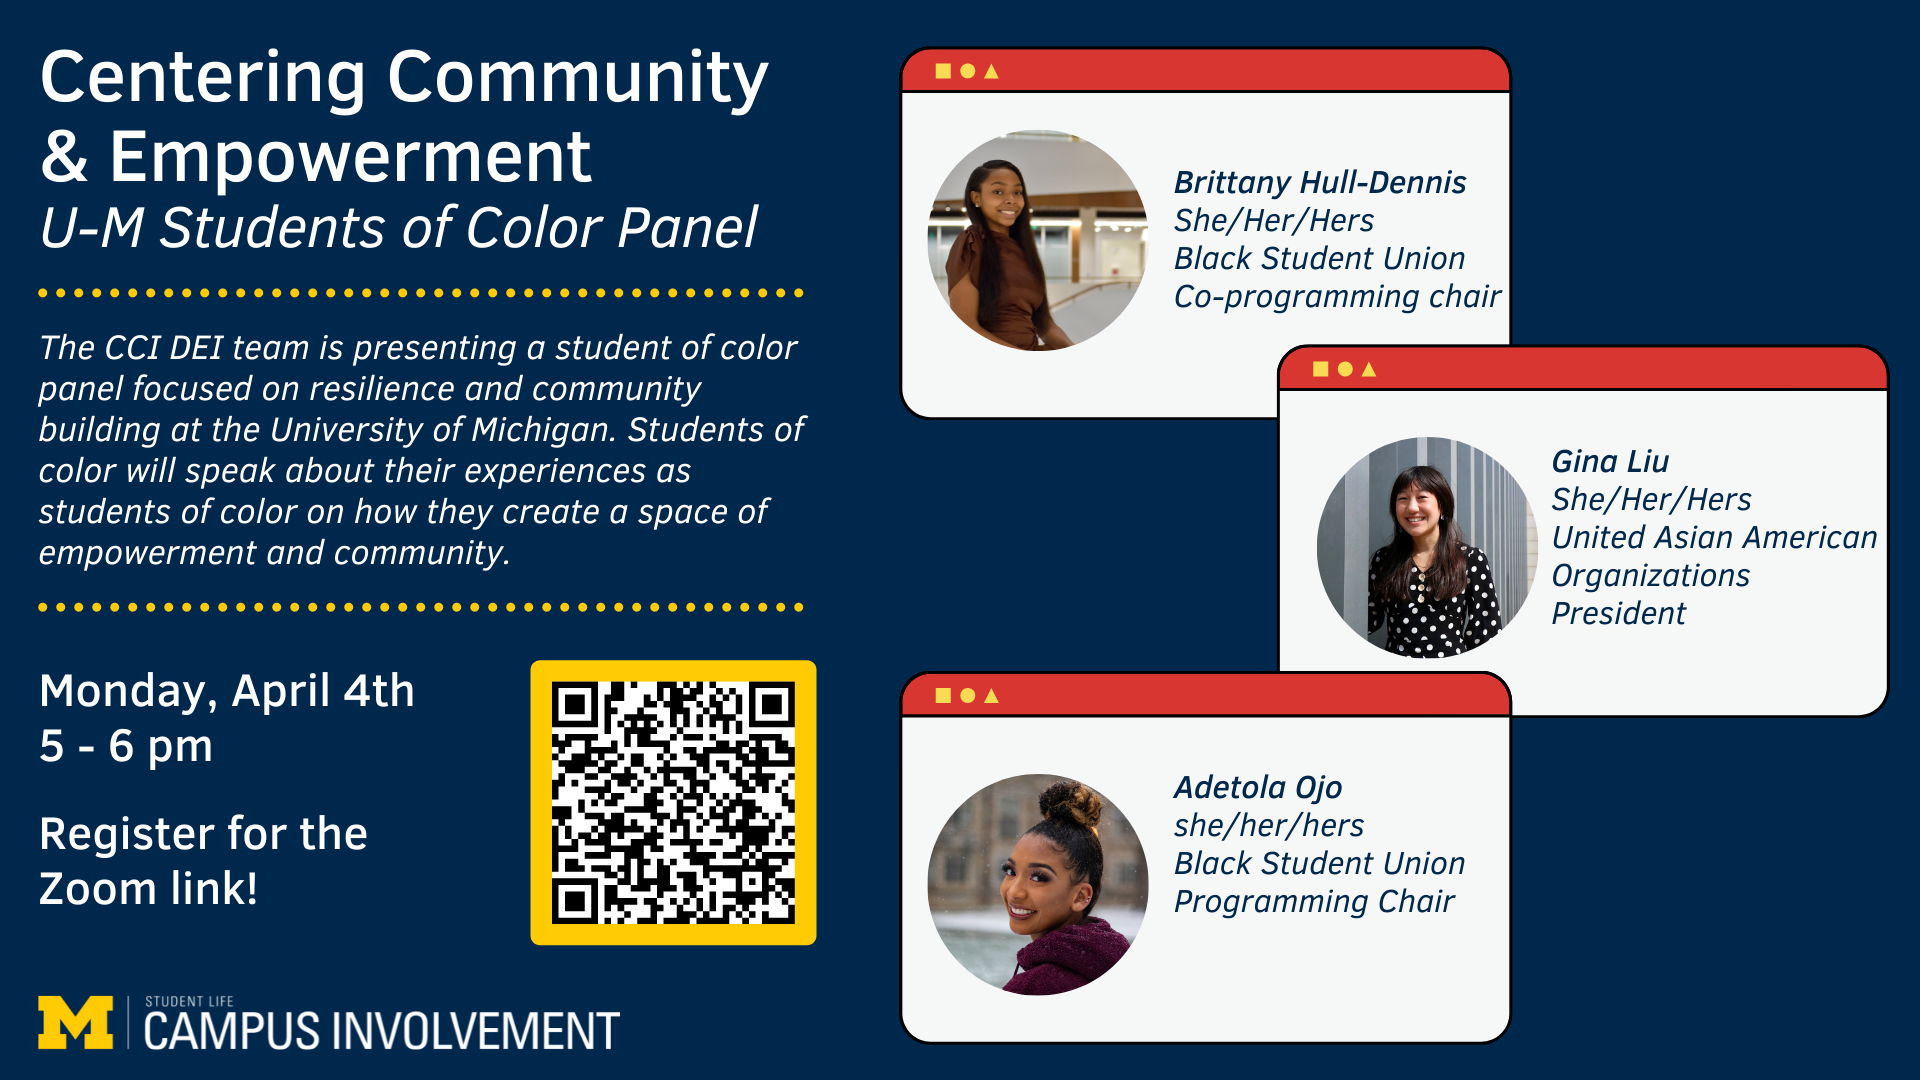 Centering Community
& Empowerment
U-M Students of Color Panel
The CCI DEI team is presenting a student of color
panel focused on resilience and community
building at the University of Michigan. Students of
color will speak about their experiences as
students of color on how they create a space of
empowerment and community.
Monday, April 4th
5 - 6 pm
Register for the
Zoom link!
M
STUDENT LIFE
CAMPUS INVOLVEMENT
Brittany Hull-Dennis
She/Her/Hers
Black Student Union
Co-programming chair
Gina Liu
She/Her/Hers
United Asian American
Organizations
President
Adetola Ojo
she/her/hers
Black Student Union
Programming Chair